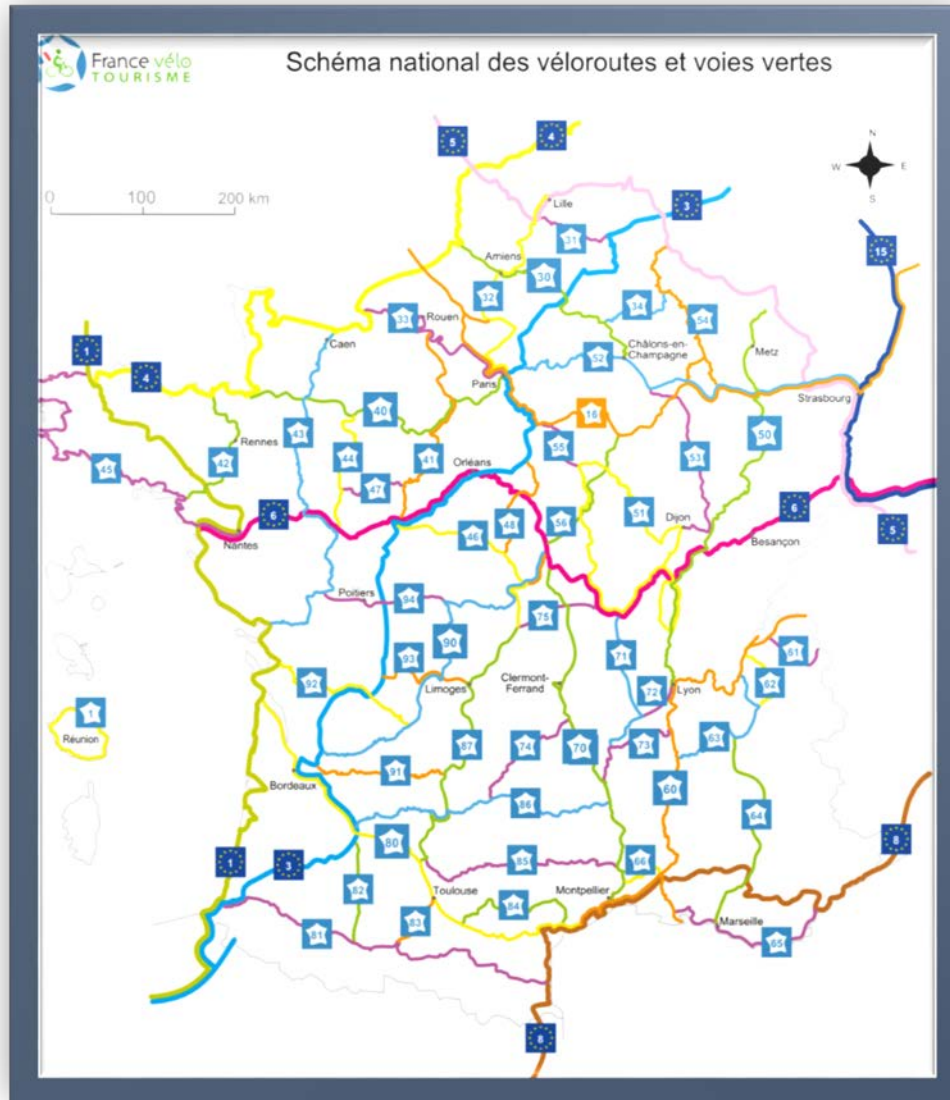 France vélo
TOURISME
Schéma national des véloroutes et voies vertes
5
4
N
W
E
S
0
100
200 km
Lille
3
31
15
Amiens
30
32
34
54
33
Rouen
Caen
Châlons-en-
Champagne
52
Metz
1
4
Paris
Strasbourg
40
16
43
Rennes
50
45
42
44
41
Orléans
55
53
47
6
46
48
56
51
Dijon
6
Nantes
Besançon
5
Poitiers
94
75
90
93
71
61
92
Limoges
Clermont-
Ferrand
72
Lyon
62
1
Réunion
87
74
70
73
63
91
Bordeaux
60
86
64
80
8
1
3
85
66
82
Toulouse
Montpellier
84
83
Marseille
81
65
8